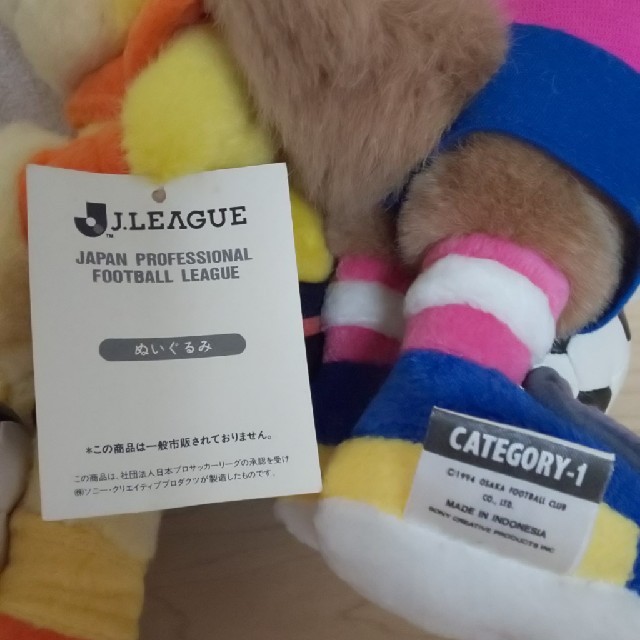 J.LEAGUE
TM
JAPAN PROFESSIONAL
FOOTBALL LEAGUE
ぬいぐるみ
*この商品は一般市販されておりません。
この商品は、社団法人日本プロサッカーリーグの承認を受け
㈱ソニー・クリエイティブプロダクツが製造したものです。
CATEGORY-1
©1994 OSAKA FOOTBALL CLUB
CO., LTD.
MADE IN INDONESIA
SONY CREATIVE PRODUCTS INC